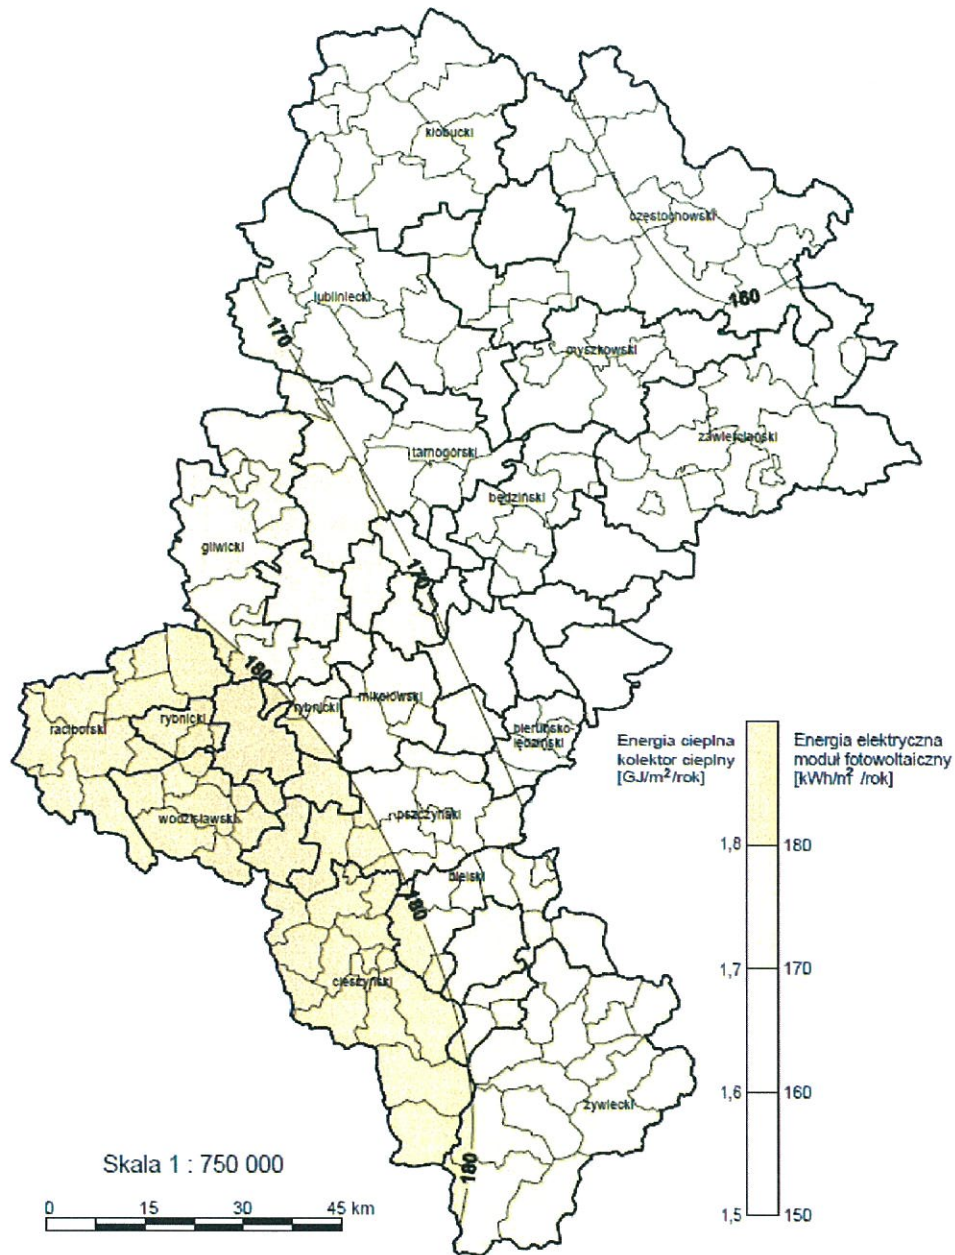 kłobucki
częstochowski
160
lubliniecki
170
myszkowski
zawierciański
tarnogórski
będziński
gliwicki
170
180
mikołowski
rybnicki
rybnicki
raciborski
bieruńsko-
lędziński
Energia cieplna
kolektor cieplny
[GJ/m²/rok]
Energia elektryczna
moduł fotowoltaiczny
[kWh/m² /rok]
wodzisławski
pszczyński
1,8 180
bielski
180
1,7 170
cieszyński
1,6 160
żywiecki
180
Skala 1 : 750 000
0 15 30 45 km
1,5 150